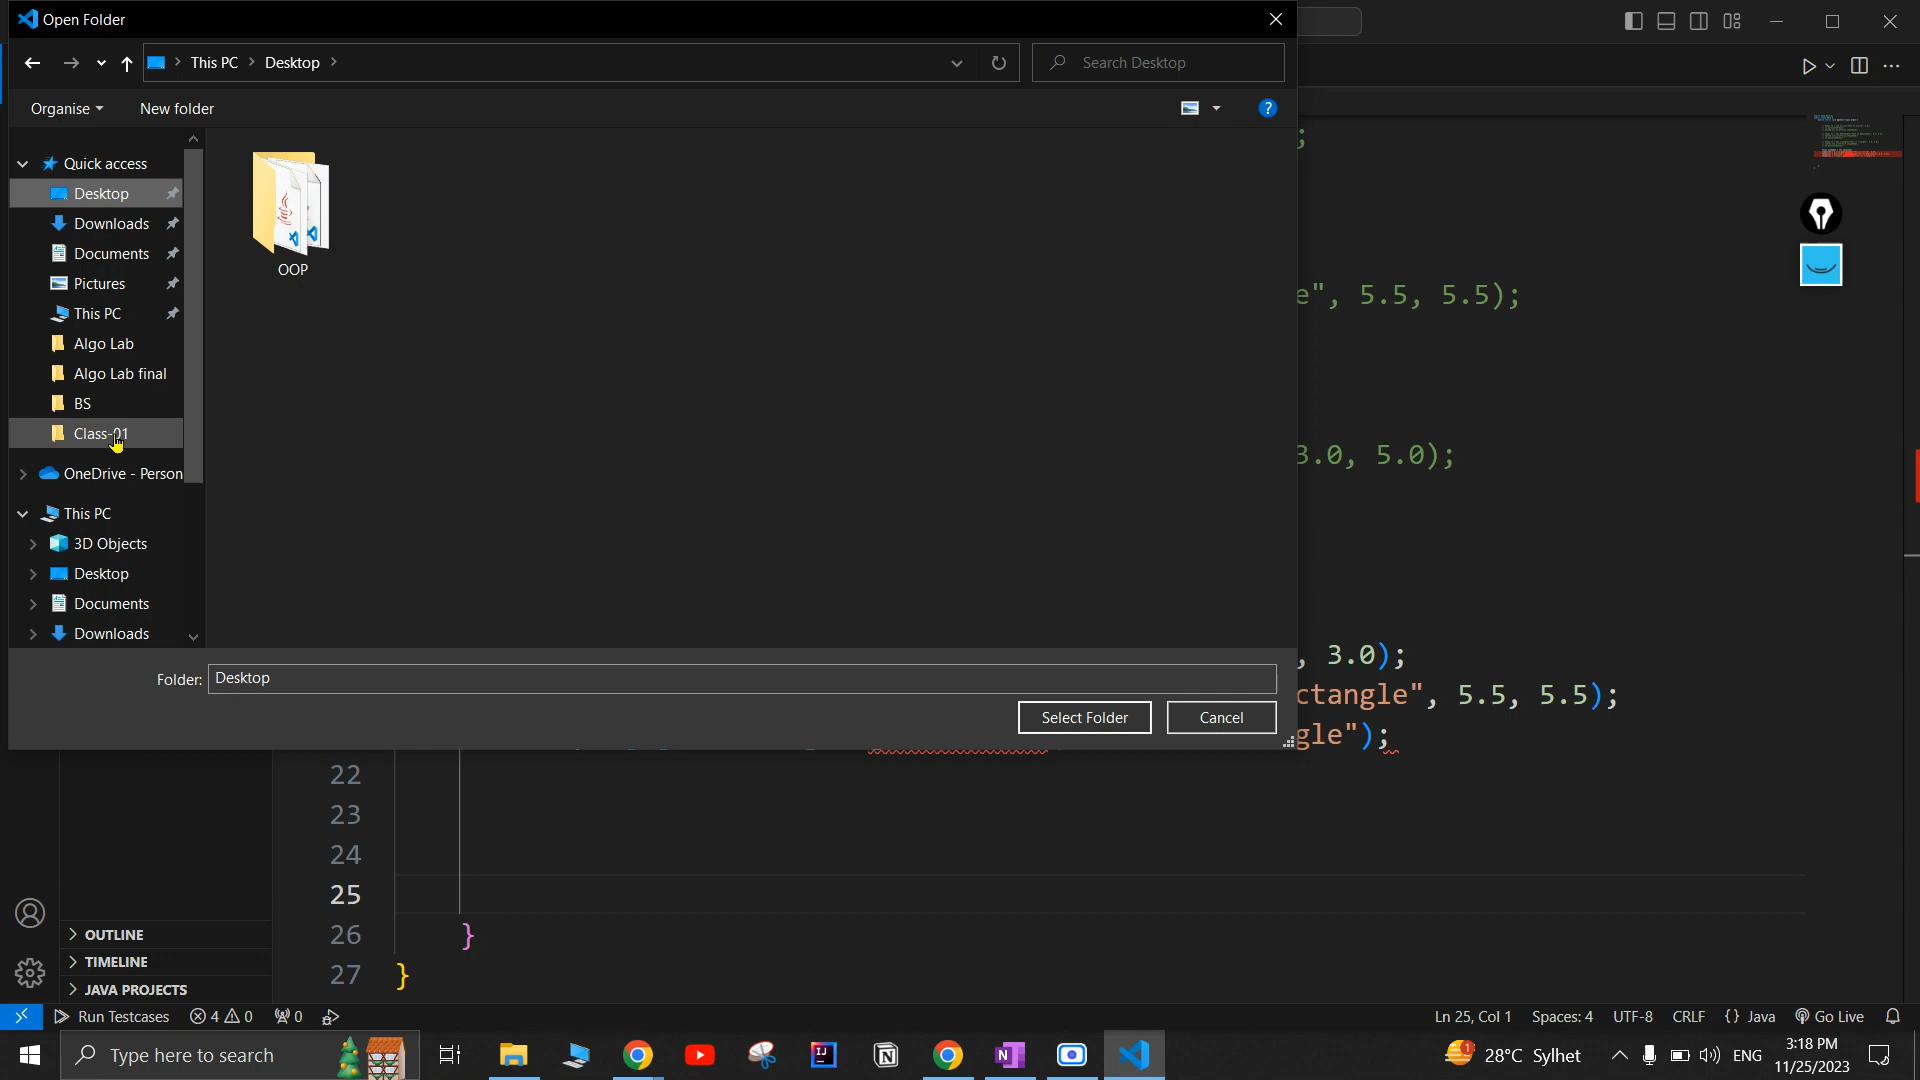 Open Folder
This PC > Desktop >
Search Desktop
Organise
New folder
?
Quick access
Desktop
Downloads
Documents
Pictures
This PC
Algo Lab
Algo Lab final
BS
Class-01
OneDrive - Person
This PC
3D Objects
Desktop
Documents
Downloads
OOP
Folder: Desktop
Select Folder
Cancel
;
e", 5.5, 5.5);
3.0, 5.0);
, 3.0);
ctangle", 5.5, 5.5);
gle");
22
23
24
25
26 }
27 }
OUTLINE
TIMELINE
JAVA PROJECTS
Run Testcases 4 0 0
Ln 25, Col 1 Spaces: 4 UTF-8 CRLF {} Java Go Live
Type here to search
28°C Sylhet
ENG
3:18 PM
11/25/2023